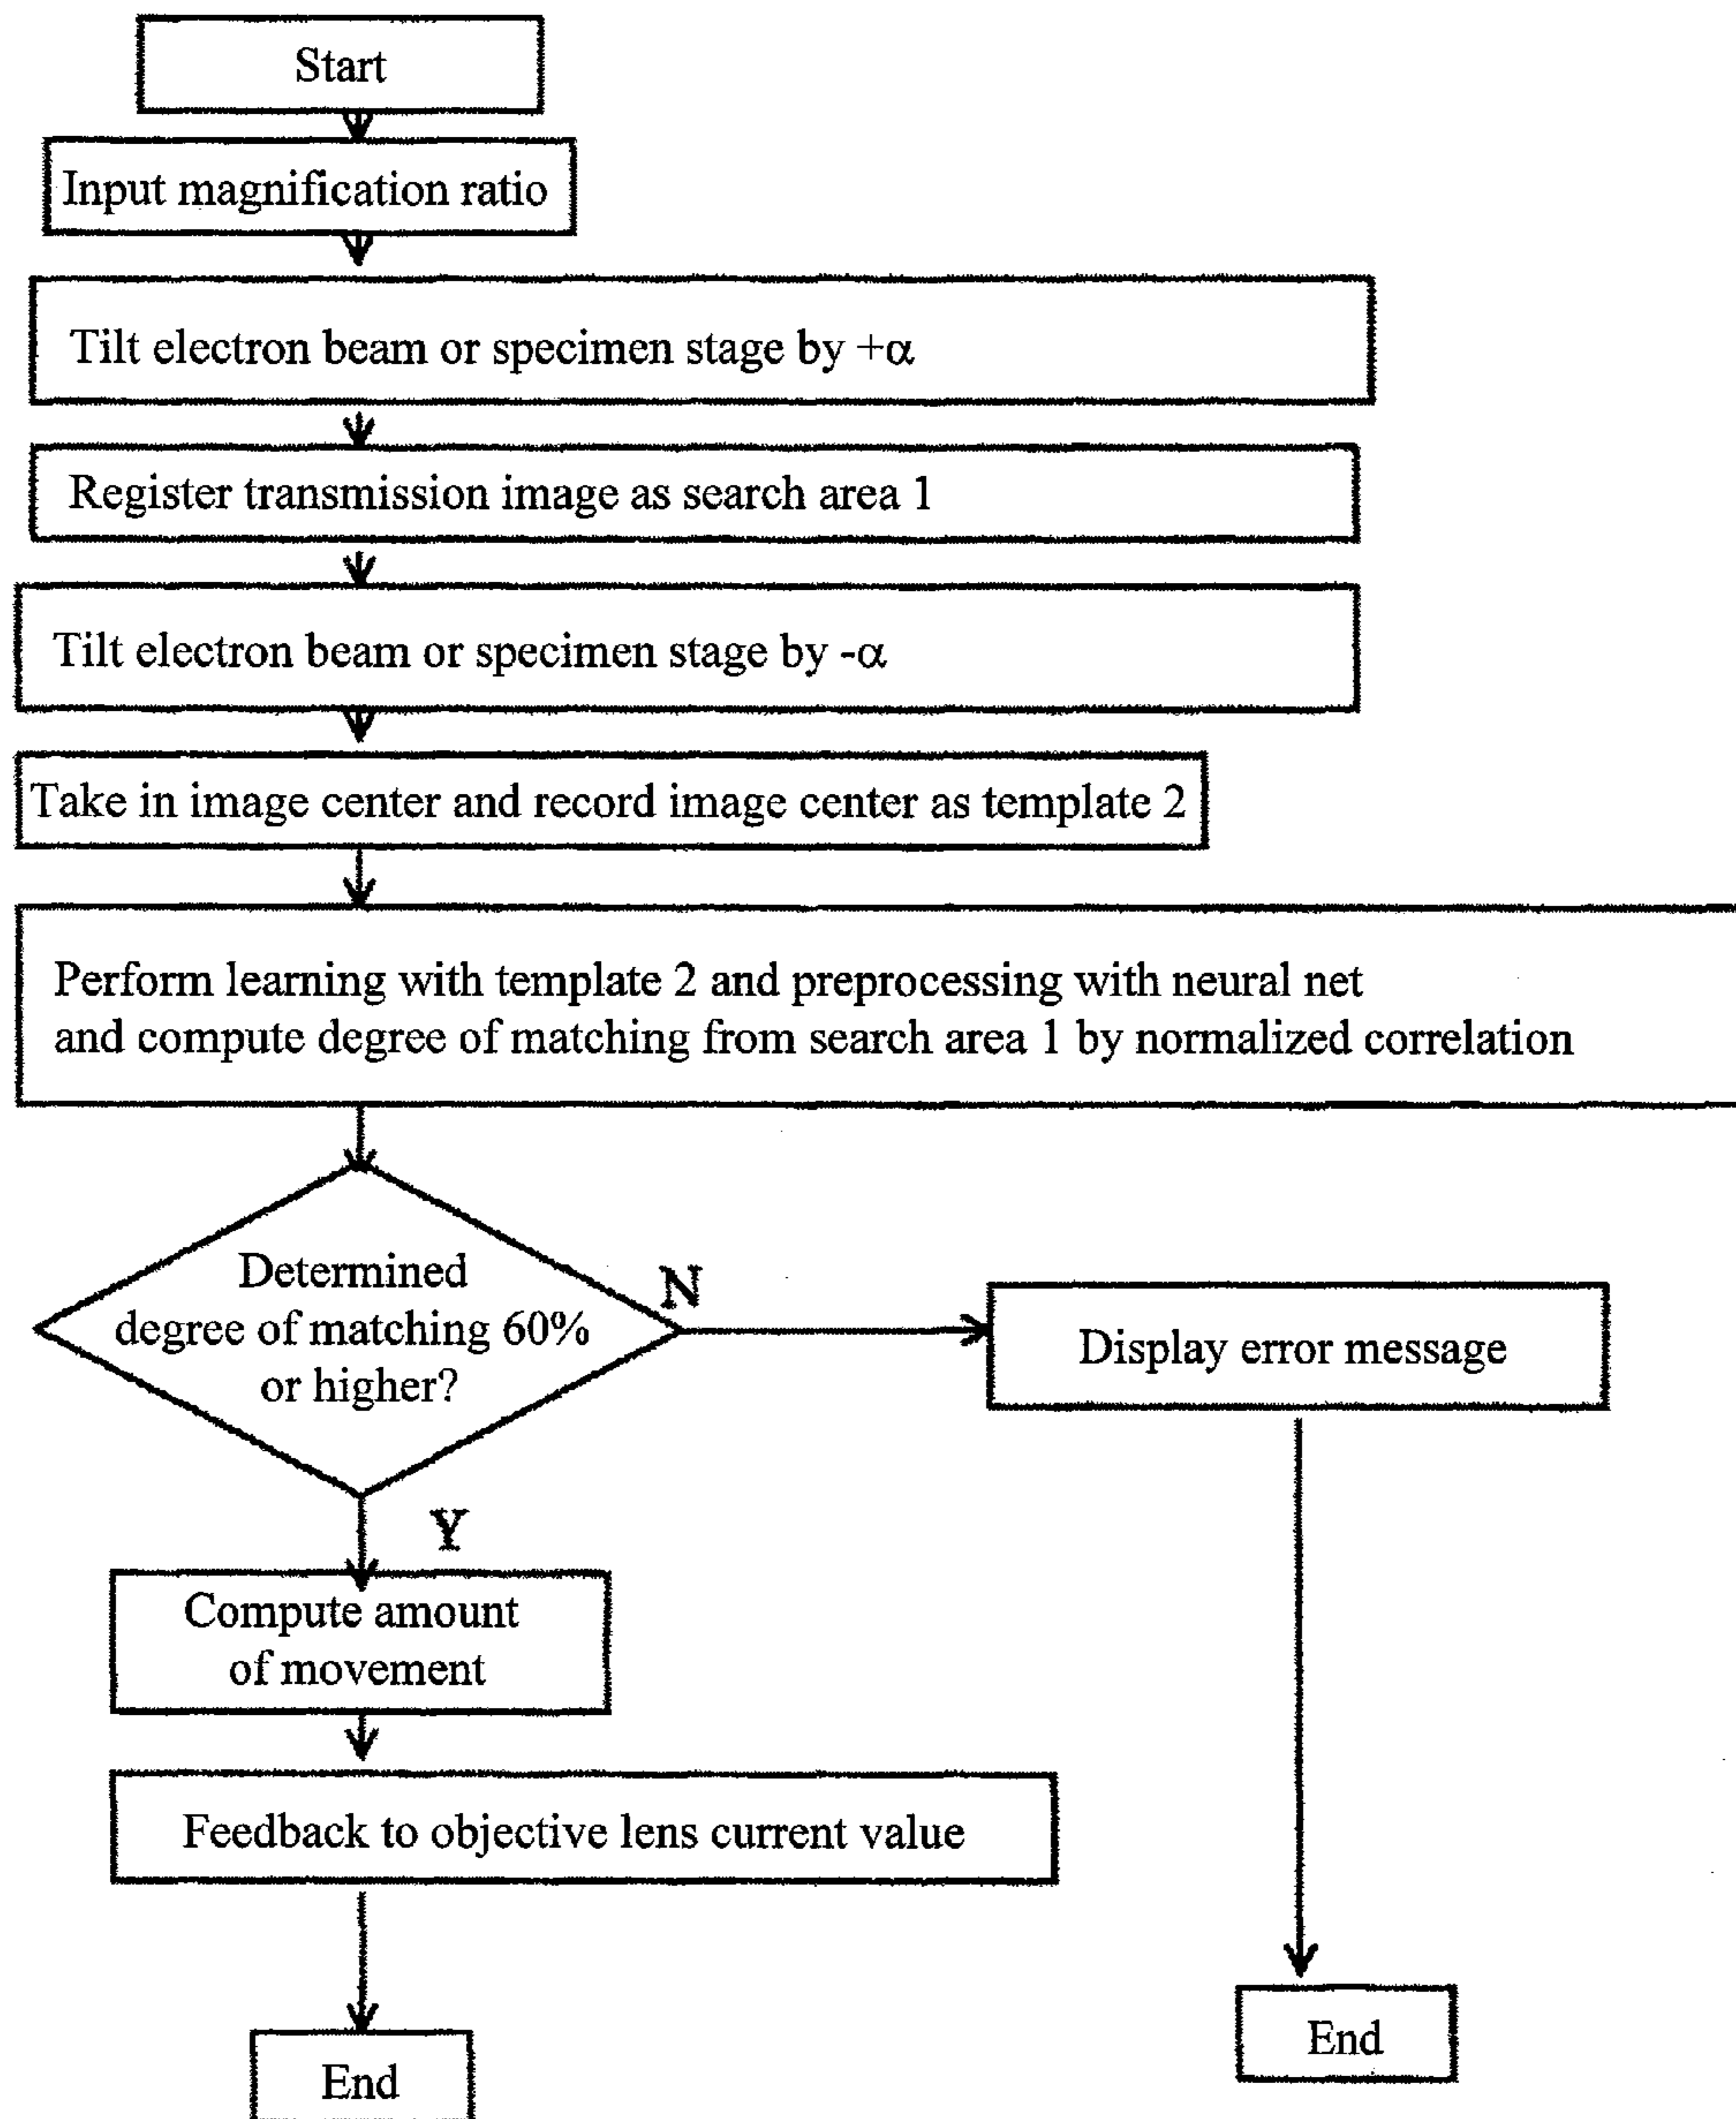 Start
Input magnification ratio
Tilt electron beam or specimen stage by +α
Register transmission image as search area 1
Tilt electron beam or specimen stage by -α
Take in image center and record image center as template 2
Perform learning with template 2 and preprocessing with neural net
and compute degree of matching from search area 1 by normalized correlation
Determined
degree of matching 60%
or higher?
N
Display error message
Y
Compute amount
of movement
Feedback to objective lens current value
End
End